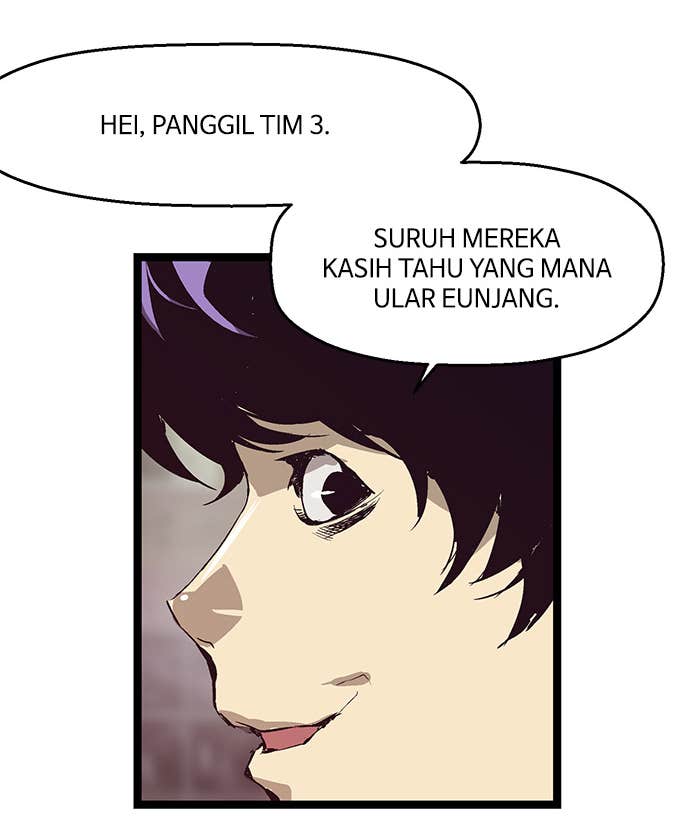 HEI, PANGGIL TIM 3.
SURUH MEREKA
KASIH TAHU YANG MANA
ULAR EUNJANG.